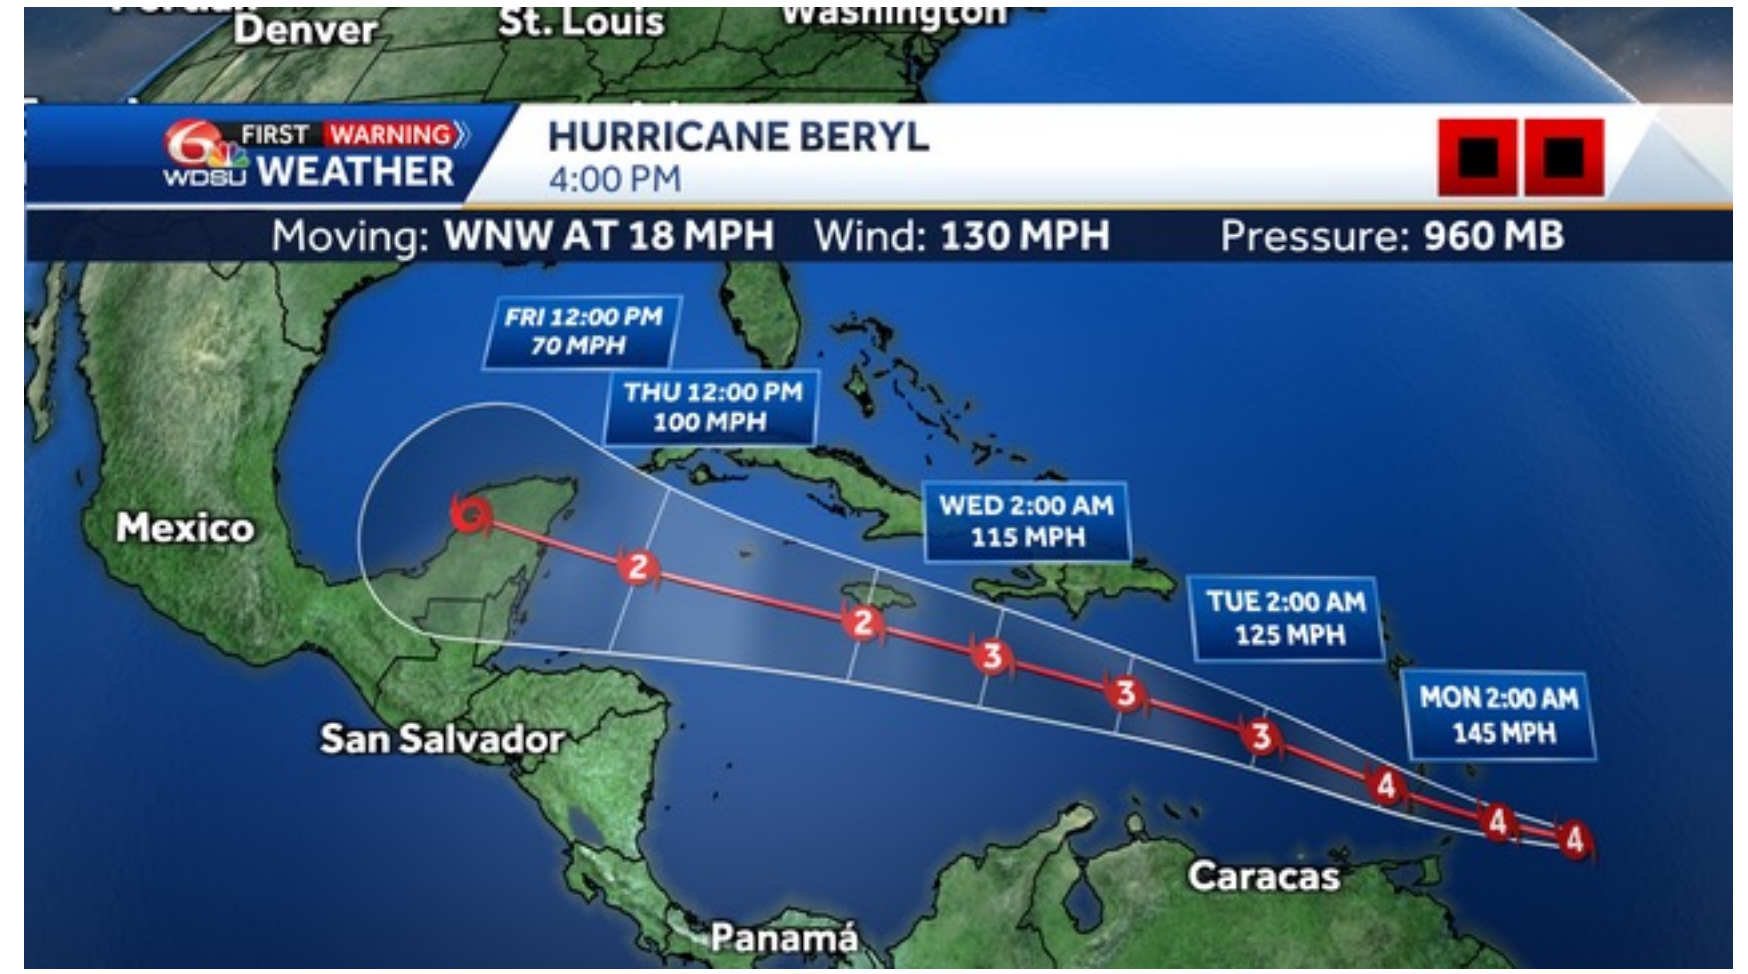 Denver
St. Louis
Washington
6 FIRST WARNING
WDSU WEATHER
HURRICANE BERYL
4:00 PM
Moving: WNW AT 18 MPH Wind: 130 MPH Pressure: 960 MB
FRI 12:00 PM
70 MPH
THU 12:00 PM
100 MPH
WED 2:00 AM
115 MPH
TUE 2:00 AM
125 MPH
MON 2:00 AM
145 MPH
Mexico
2
2
3
3
3
4
4
4
San Salvador
Caracas
Panamá